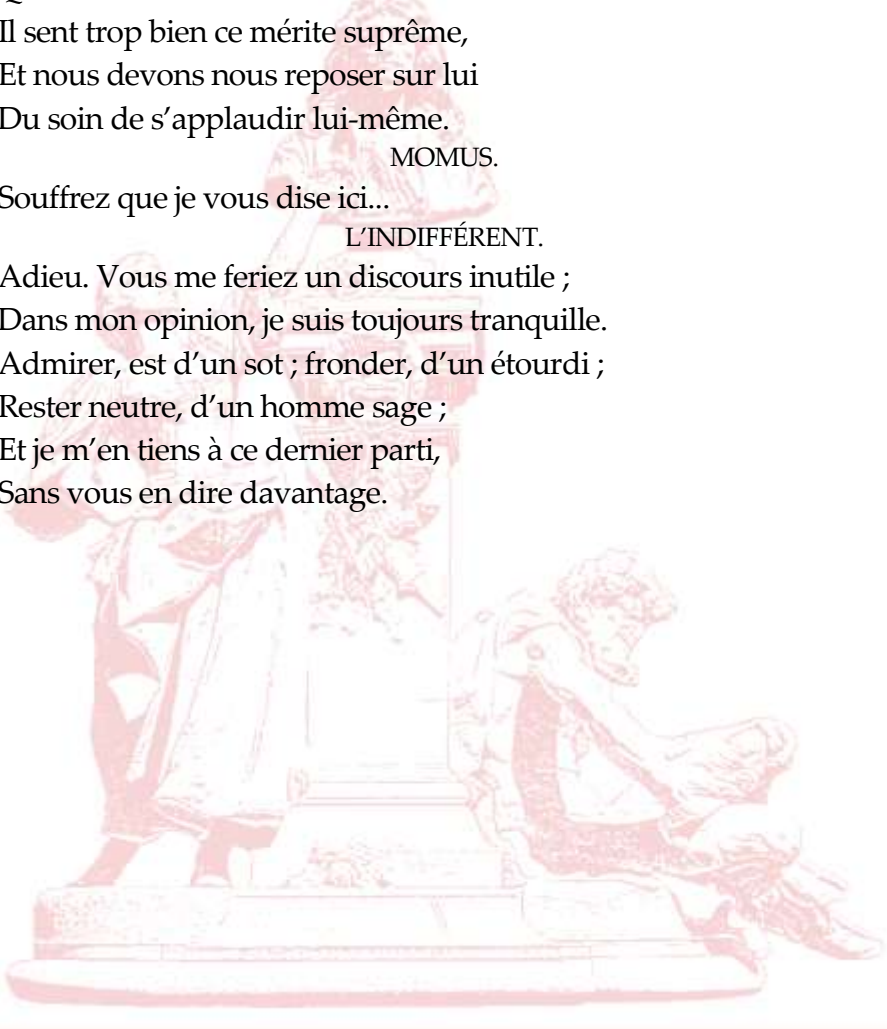 Il sent trop bien ce mérite suprême,
Et nous devons nous reposer sur lui
Du soin de s’applaudir lui-même.
MOMUS.
Souffrez que je vous dise ici...
L’INDIFFÉRENT.
Adieu. Vous me feriez un discours inutile ;
Dans mon opinion, je suis toujours tranquille.
Admirer, est d’un sot ; fronder, d’un étourdi ;
Rester neutre, d’un homme sage ;
Et je m’en tiens à ce dernier parti,
Sans vous en dire davantage.